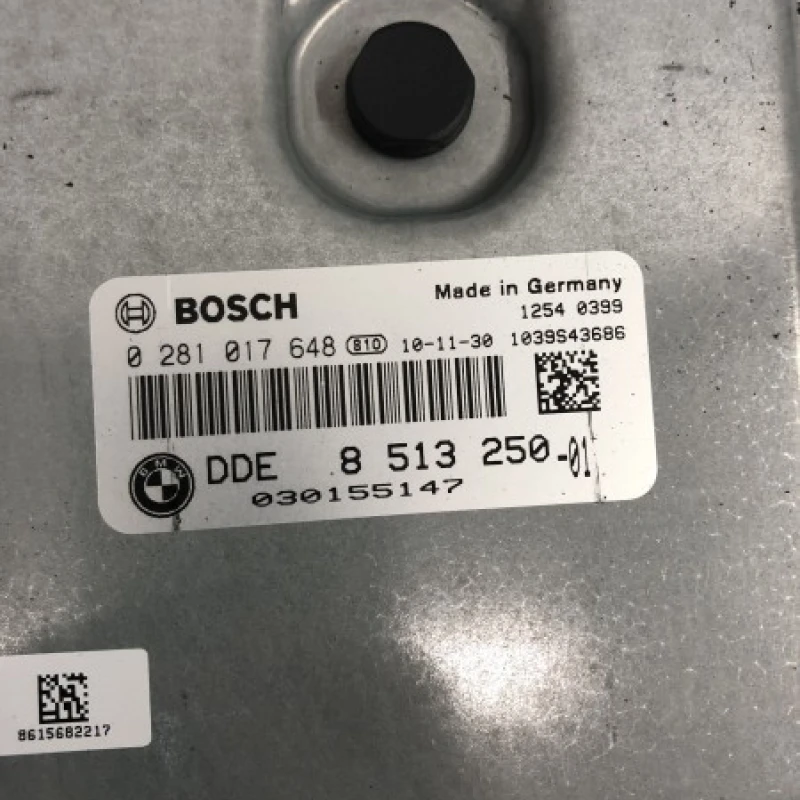 BOSCH
Made in Germany
1254 0399
0 281 017 648 810 10-11-30 1039S43686
BMW DDE 8 513 250-01
030155147
8615682217